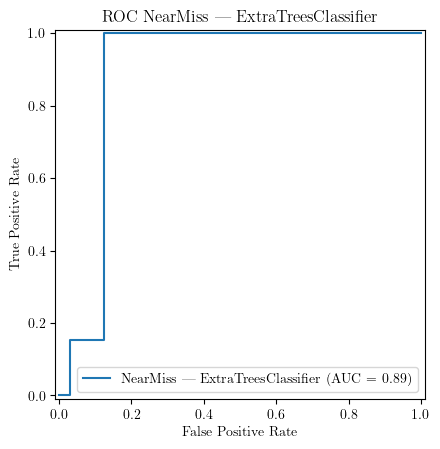 ROC NearMiss — ExtraTreesClassifier
1.0
0.8
0.6
0.4
0.2
0.0
True Positive Rate
NearMiss — ExtraTreesClassifier (AUC = 0.89)
0.0 0.2 0.4 0.6 0.8 1.0
False Positive Rate